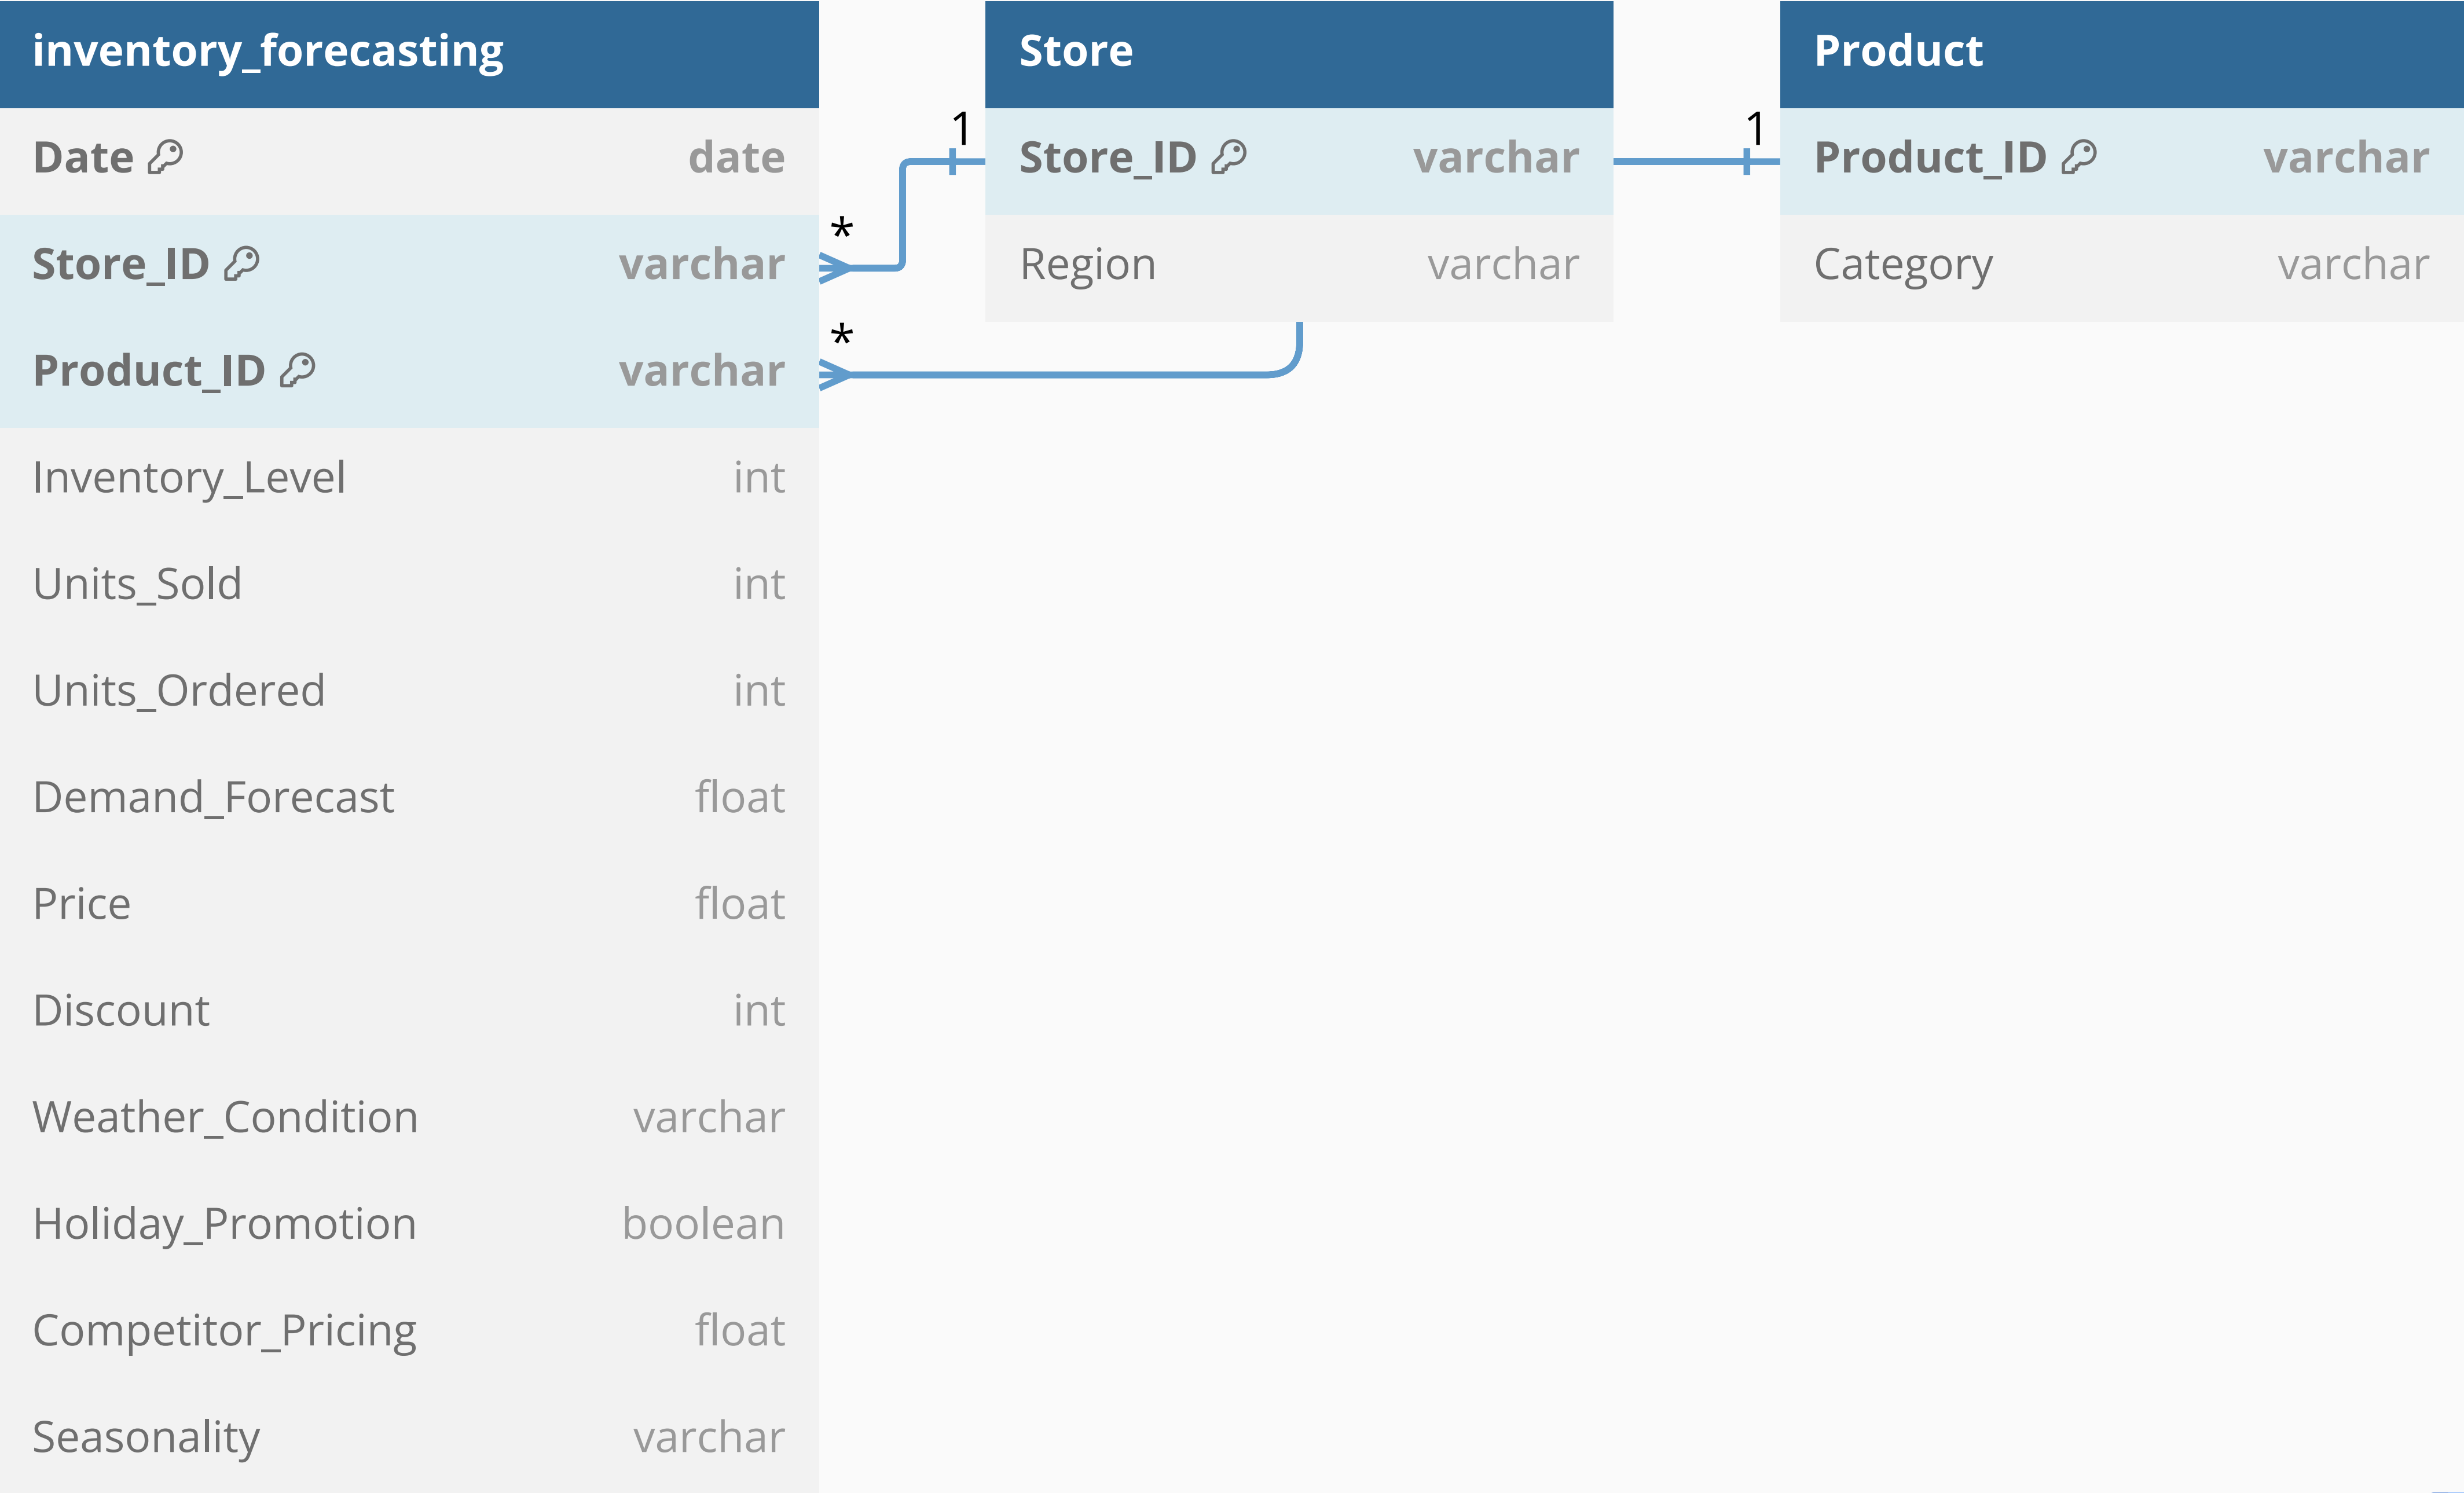 inventory_forecasting
Date date
Store_ID varchar
Product_ID varchar
Inventory_Level int
Units_Sold int
Units_Ordered int
Demand_Forecast float
Price float
Discount int
Weather_Condition varchar
Holiday_Promotion boolean
Competitor_Pricing float
Seasonality varchar
*
*
1
Store
Store_ID varchar
Region varchar
1
Product
Product_ID varchar
Category varchar